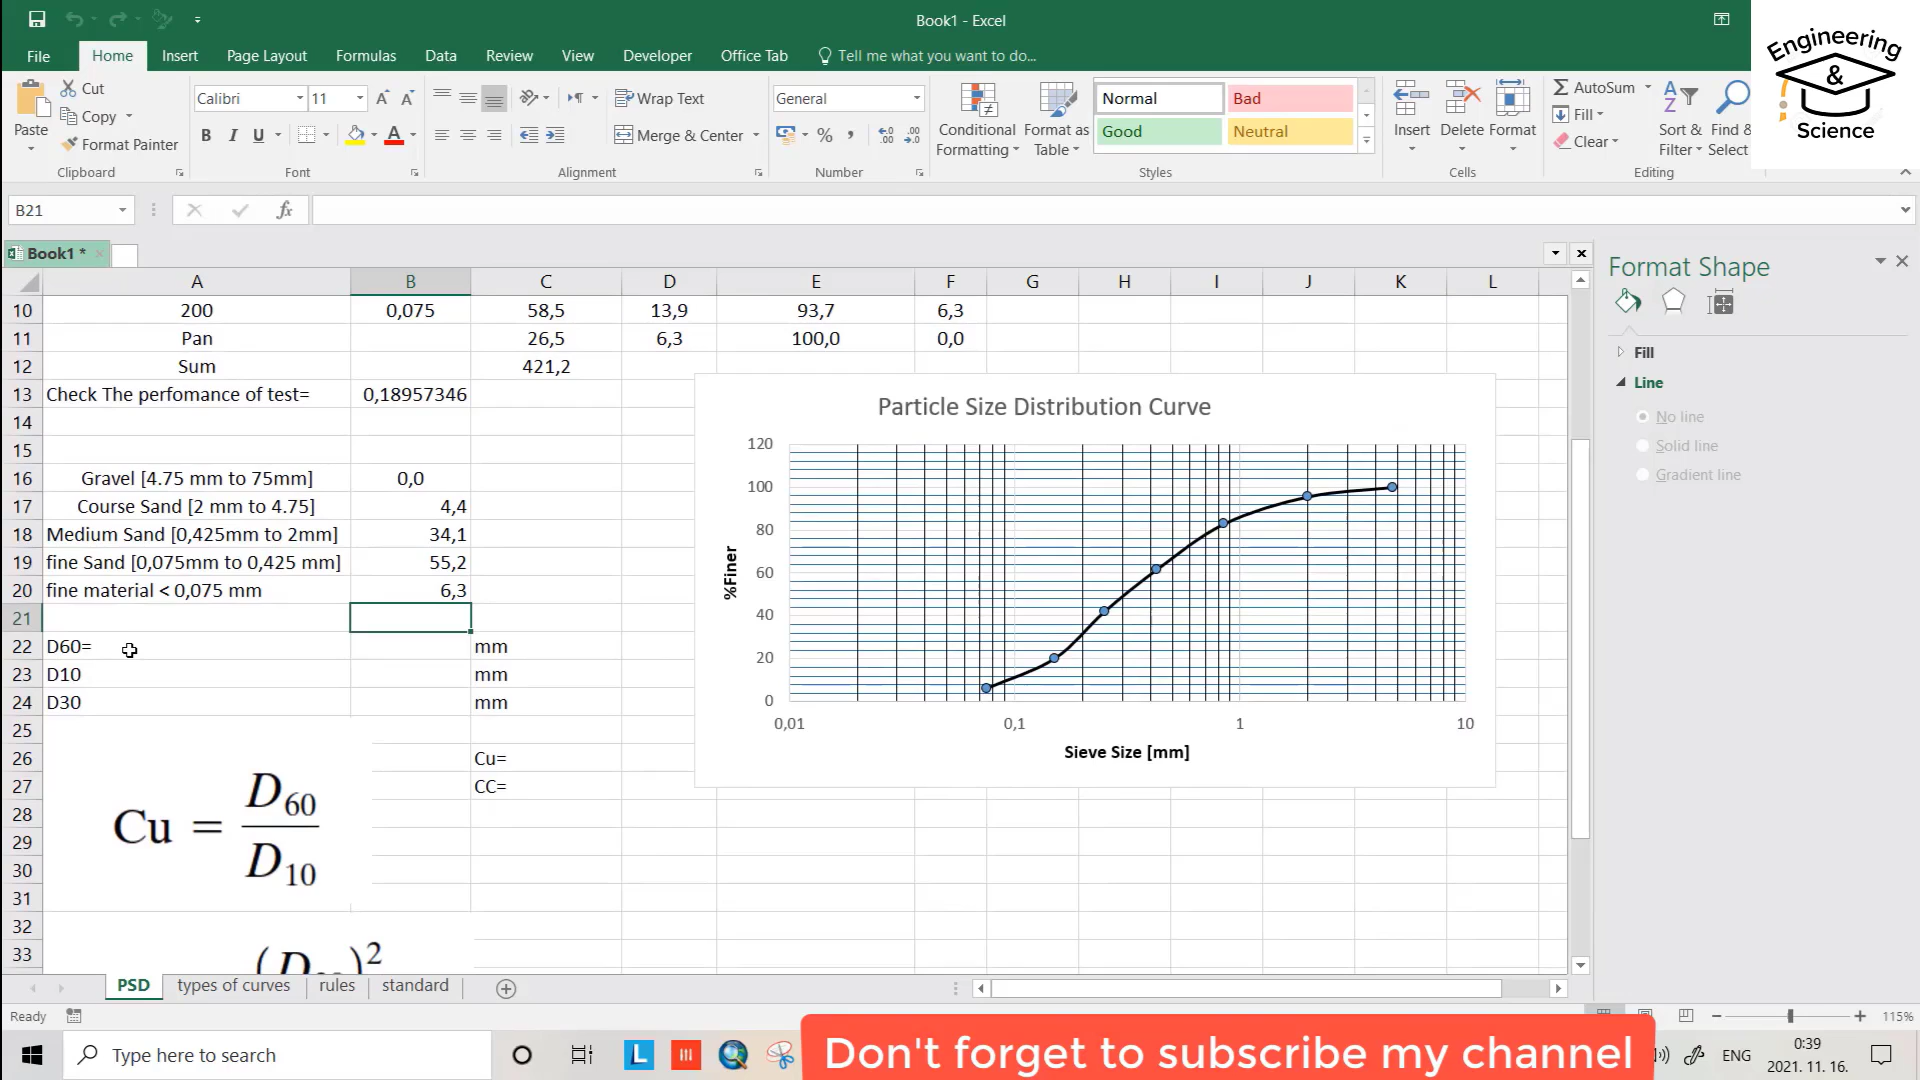 Book1 - Excel
Engineering
&
Science
File Home Insert Page Layout Formulas Data Review View Developer Office Tab Tell me what you want to do...
Paste
Cut
Copy
Format Painter
Clipboard
Calibri 11
B I U
Font
Wrap Text
Merge & Center
Alignment
General
%
Number
Conditional Formatting
Format as Table
Normal Bad
Good Neutral
Styles
Insert Delete Format
Cells
AutoSum
Fill
Clear
Sort & Filter
Find & Select
Editing
B21 fx
Book1 *
A B C D E F G H I J K L
10 200 0,075 58,5 13,9 93,7 6,3
11 Pan 26,5 6,3 100,0 0,0
12 Sum 421,2
13 Check The perfomance of test= 0,18957346
14
15
16 Gravel [4.75 mm to 75mm] 0,0
17 Course Sand [2 mm to 4.75] 4,4
18 Medium Sand [0,425mm to 2mm] 34,1
19 fine Sand [0,075mm to 0,425 mm] 55,2
20 fine material < 0,075 mm 6,3
21
22 D60= mm
23 D10 mm
24 D30 mm
25
26 Cu=
27 CC=
28
29
30
31
32
33
Cu = D60 / D10
Particle Size Distribution Curve
120
100
80
60
40
20
0
%Finer
0,01 0,1 1 10
Sieve Size [mm]
Format Shape
Fill
Line
No line
Solid line
Gradient line
PSD types of curves rules standard
Ready
115%
Type here to search
L
Don't forget to subscribe my channel
ENG
0:39
2021. 11. 16.